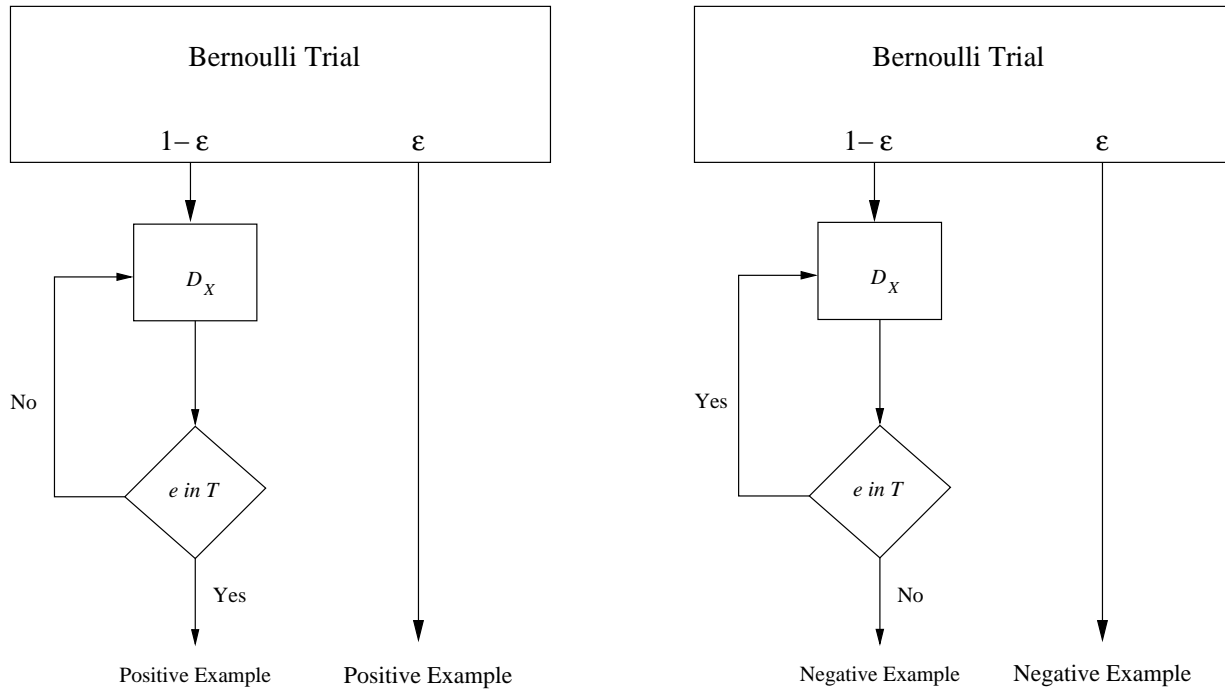 Bernoulli Trial
1– ε
ε
D_X
No
e in T
Yes
Positive Example
Positive Example
Bernoulli Trial
1– ε
ε
D_X
Yes
e in T
No
Negative Example
Negative Example